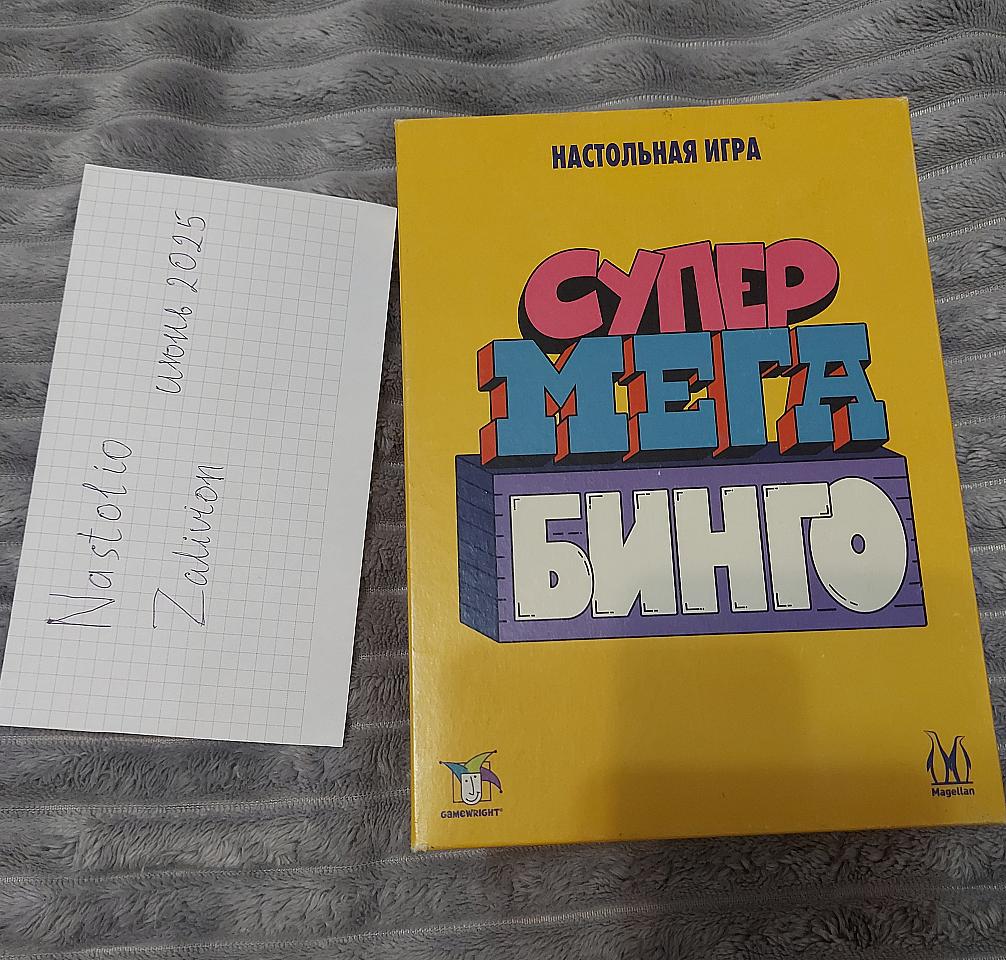 Nastolio
Zalivion
июнь 2025
НАСТОЛЬНАЯ ИГРА
СУПЕР
МЕГА
БИНГО
GAMEWRIGHT®
Magellan